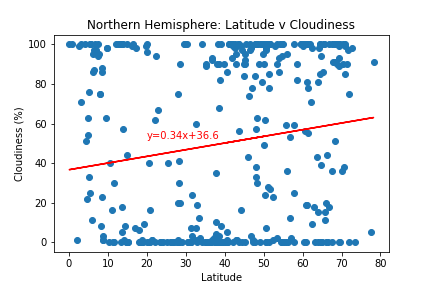 Northern Hemisphere: Latitude v Cloudiness
100
80
60
40
20
0
Cloudiness (%)
y=0.34x+36.6
0 10 20 30 40 50 60 70 80
Latitude